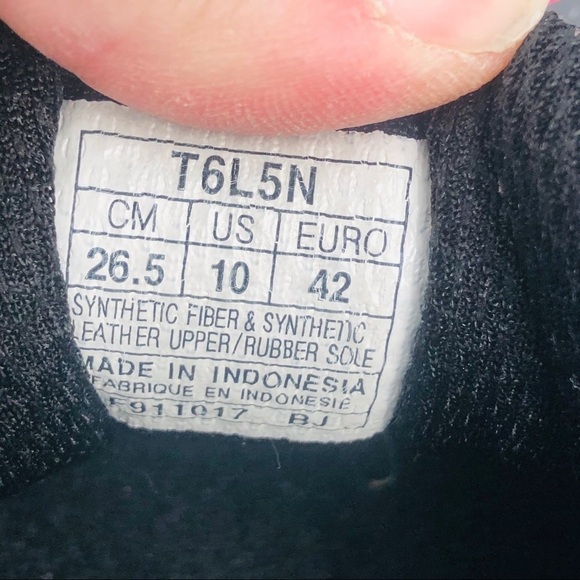 T6L5N
CM US EURO
26.5 10 42
SYNTHETIC FIBER & SYNTHETIC
LEATHER UPPER/RUBBER SOLE
MADE IN INDONESIA
FABRIQUE EN INDONESIE
F911017 BJ